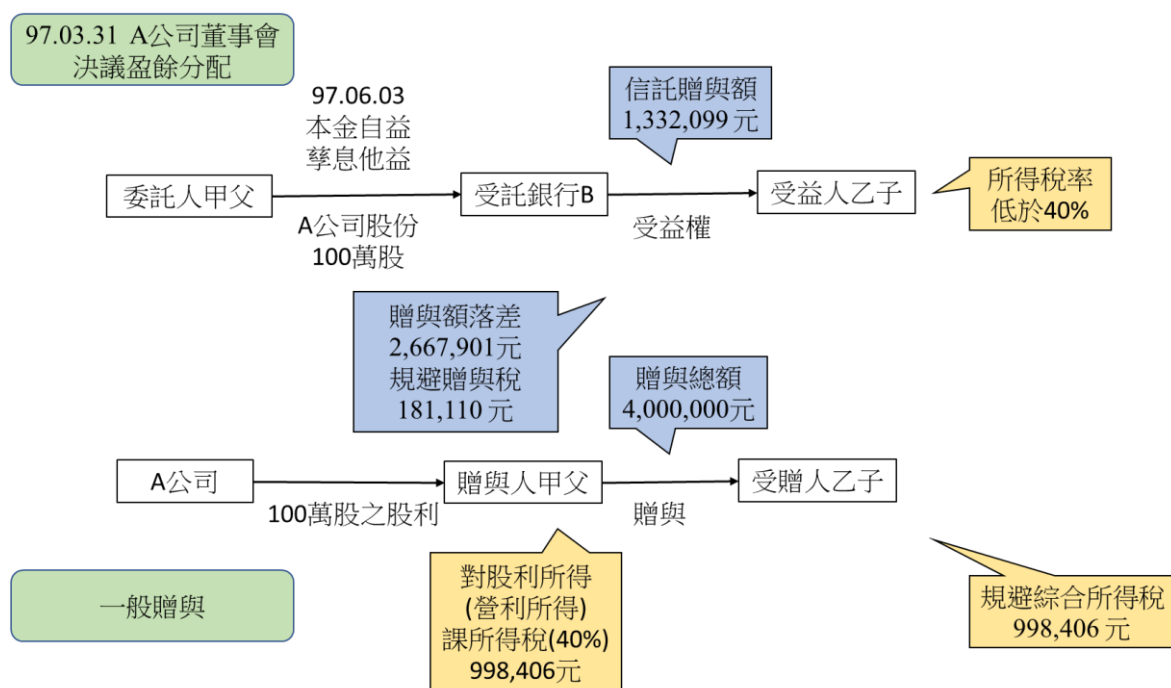 97.03.31 A公司董事會
決議盈餘分配
97.06.03
本金自益
孳息他益
信託贈與額
1,332,099 元
委託人甲父
受託銀行B
受益人乙子
所得稅率
低於40%
A公司股份
100萬股
受益權
贈與額落差
2,667,901元
規避贈與稅
181,110 元
贈與總額
4,000,000元
A公司
贈與人甲父
受贈人乙子
100萬股之股利
贈與
一般贈與
對股利所得
(營利所得)
課所得稅(40%)
998,406元
規避綜合所得稅
998,406 元